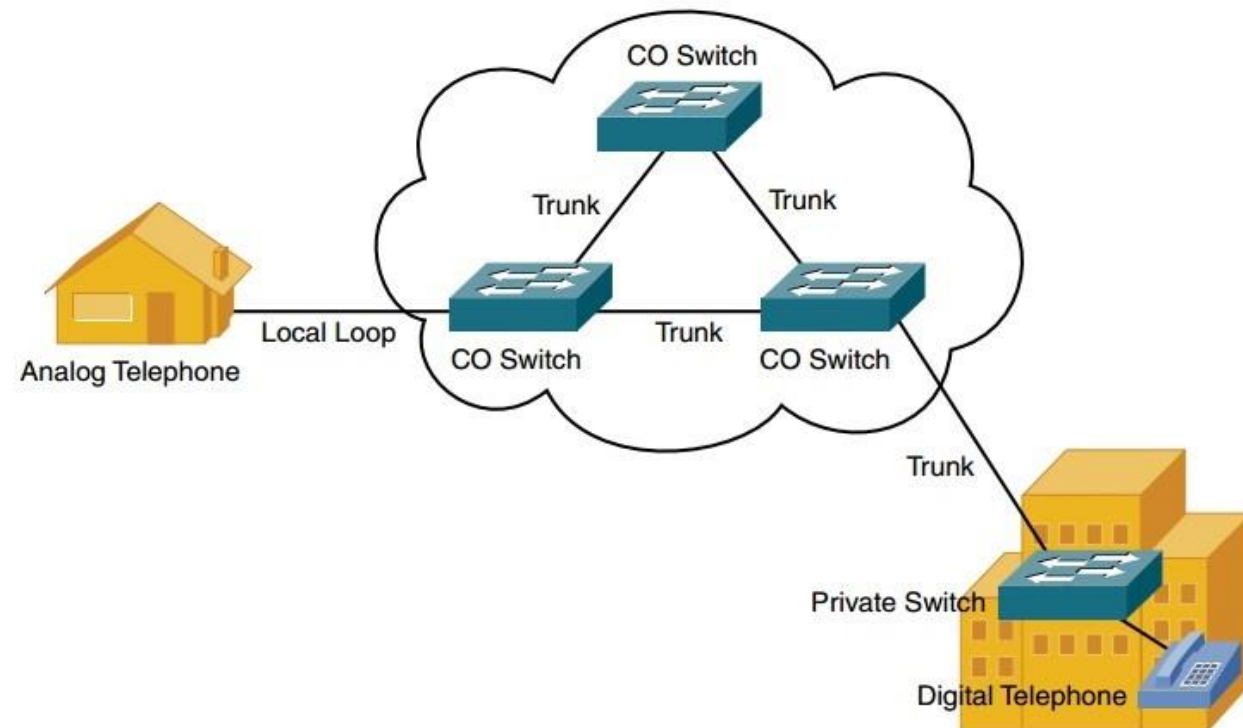 CO Switch
Trunk
Trunk
Local Loop
Trunk
CO Switch
CO Switch
Analog Telephone
Trunk
Private Switch
Digital Telephone